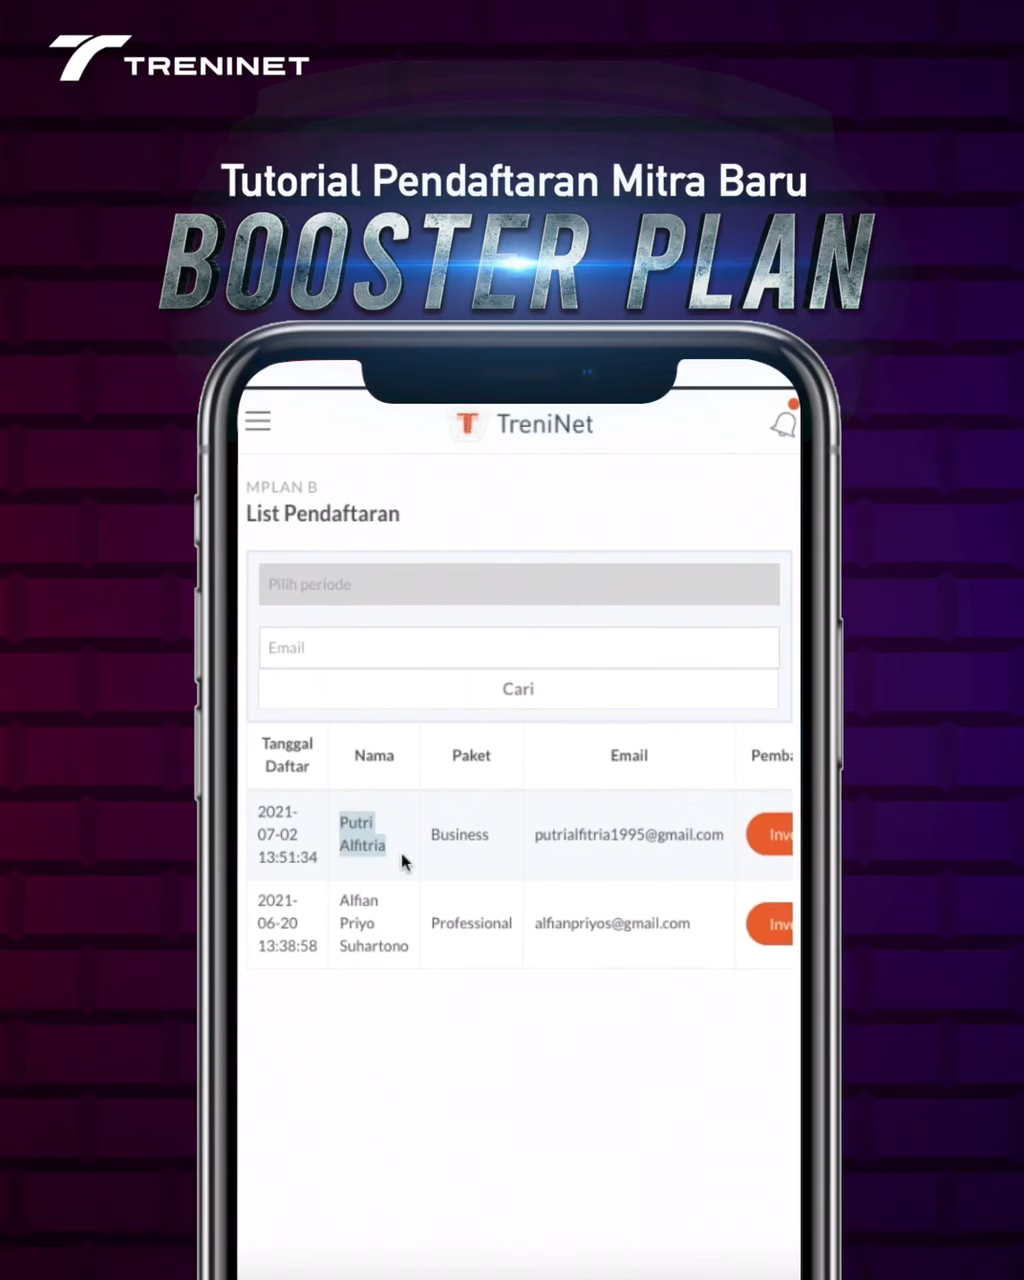 TRENINET
Tutorial Pendaftaran Mitra Baru
BOOSTER PLAN
TreniNet
MPLAN B
List Pendaftaran
Pilih periode
Email
Cari
Tanggal Daftar Nama Paket Email
2021-07-02 13:51:34 Putri Alfitria Business putrialfitria1995@gmail.com
2021-06-20 13:38:58 Alfian Priyo Suhartono Professional alfianpriyos@gmail.com